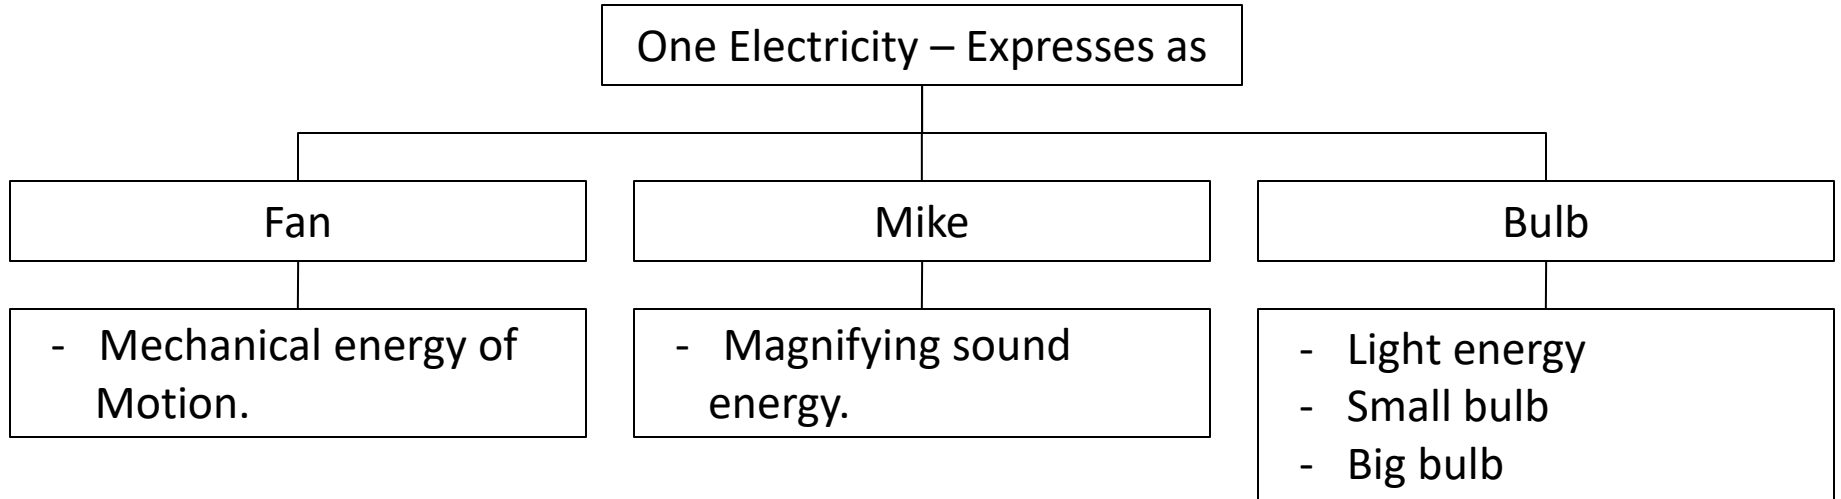 One Electricity – Expresses as
Fan
Mike
Bulb
- Mechanical energy of
Motion.
- Magnifying sound
energy.
- Light energy
- Small bulb
- Big bulb